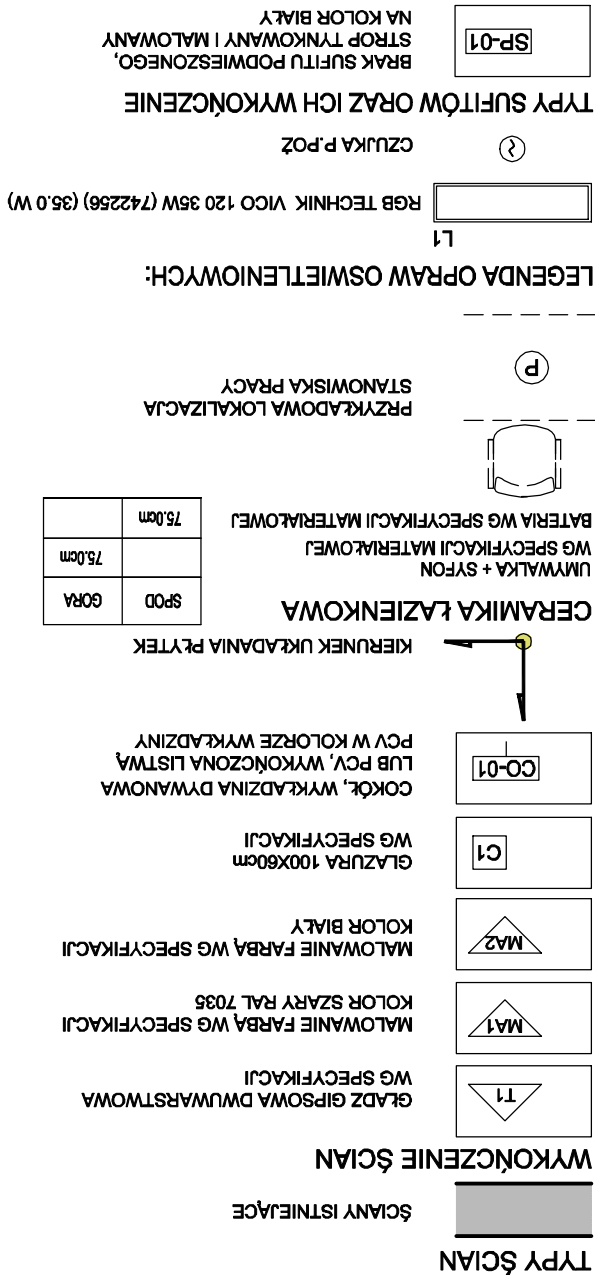 TYPY ŚCIAN
ŚCIANY ISTNIEJĄCE
WYKOŃCZENIE ŚCIAN
T1
GŁADZ GIPSOWA DWUWARSTWOWA
WG SPECYFIKACJI
MA1
MALOWANIE FARBĄ WG SPECYFIKACJI
KOLOR SZARY RAL 7035
MA2
MALOWANIE FARBĄ WG SPECYFIKACJI
KOLOR BIAŁY
C1
GLAZURA 100X60cm
WG SPECYFIKACJI
CO-01
COKÓŁ, WYKŁADZINA DYWANOWA
LUB PCV, WYKOŃCZONA LISTWĄ
PCV W KOLORZE WYKŁADZINY
KIERUNEK UKŁADANIA PŁYTEK
CERAMIKA ŁAZIENKOWA
SPOD GORA
UMYWALKA + SYFON
WG SPECYFIKACJI MATERIAŁOWEJ
75.0cm
BATERIA WG SPECYFIKACJI MATERIAŁOWEJ
75.0cm
PRZYKŁADOWA LOKALIZACJA
STANOWISKA PRACY
P
LEGENDA OPRAW OSWIETLENIOWYCH:
L1
RGB TECHNIK VICO 120 35W (742256) (35.0 W)
CZUJKA P.POŻ
TYPY SUFITÓW ORAZ ICH WYKOŃCZENIE
SP-01
BRAK SUFITU PODWIESZONEGO,
STROP TYNKOWANY I MALOWANY
NA KOLOR BIAŁY